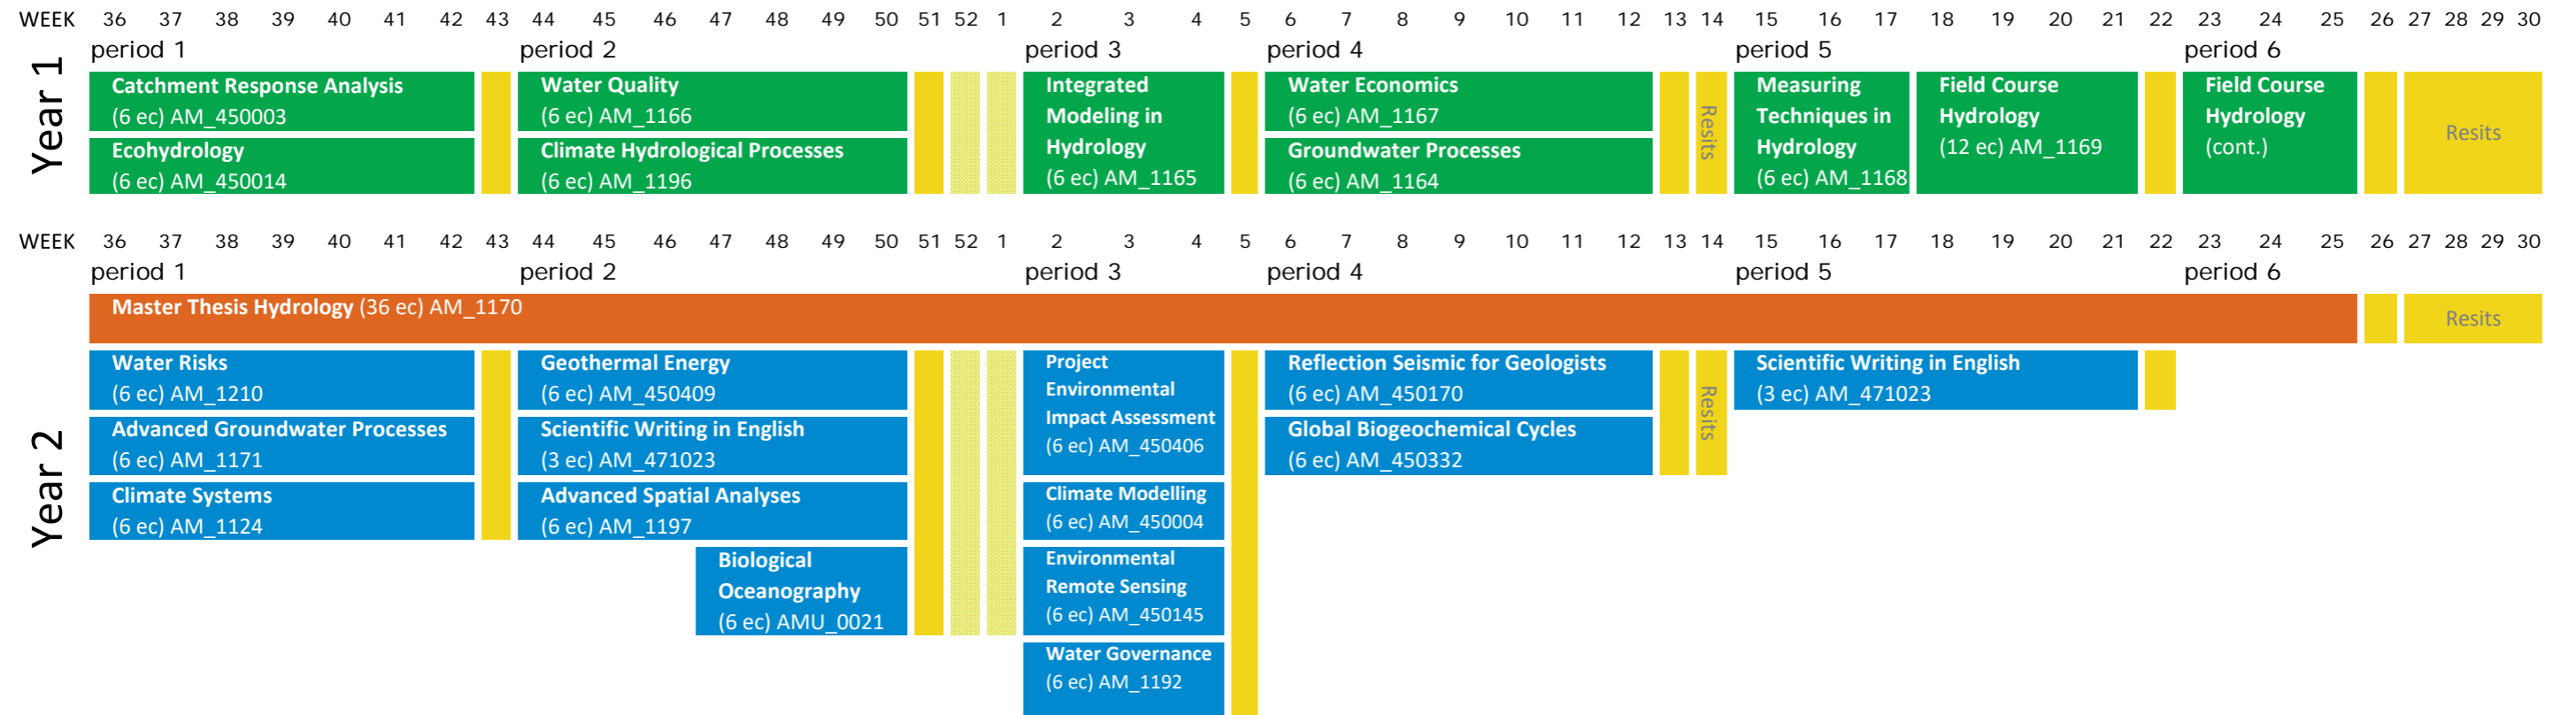 WEEK 36 37 38 39 40 41 42 43 44 45 46 47 48 49 50 51 52 1 2 3 4 5 6 7 8 9 10 11 12 13 14 15 16 17 18 19 20 21 22 23 24 25 26 27 28 29 30
period 1 period 2 period 3 period 4 period 5 period 6
Year 1
Catchment Response Analysis
(6 ec) AM_450003
Ecohydrology
(6 ec) AM_450014
Water Quality
(6 ec) AM_1166
Climate Hydrological Processes
(6 ec) AM_1196
Integrated
Modeling in
Hydrology
(6 ec) AM_1165
Water Economics
(6 ec) AM_1167
Groundwater Processes
(6 ec) AM_1164
Resits
Measuring
Techniques in
Hydrology
(6 ec) AM_1168
Field Course
Hydrology
(12 ec) AM_1169
Field Course
Hydrology
(cont.)
Resits
WEEK 36 37 38 39 40 41 42 43 44 45 46 47 48 49 50 51 52 1 2 3 4 5 6 7 8 9 10 11 12 13 14 15 16 17 18 19 20 21 22 23 24 25 26 27 28 29 30
period 1 period 2 period 3 period 4 period 5 period 6
Year 2
Master Thesis Hydrology (36 ec) AM_1170
Resits
Water Risks
(6 ec) AM_1210
Advanced Groundwater Processes
(6 ec) AM_1171
Climate Systems
(6 ec) AM_1124
Geothermal Energy
(6 ec) AM_450409
Scientific Writing in English
(3 ec) AM_471023
Advanced Spatial Analyses
(6 ec) AM_1197
Biological
Oceanography
(6 ec) AMU_0021
Project
Environmental
Impact Assessment
(6 ec) AM_450406
Climate Modelling
(6 ec) AM_450004
Environmental
Remote Sensing
(6 ec) AM_450145
Water Governance
(6 ec) AM_1192
Reflection Seismic for Geologists
(6 ec) AM_450170
Global Biogeochemical Cycles
(6 ec) AM_450332
Resits
Scientific Writing in English
(3 ec) AM_471023